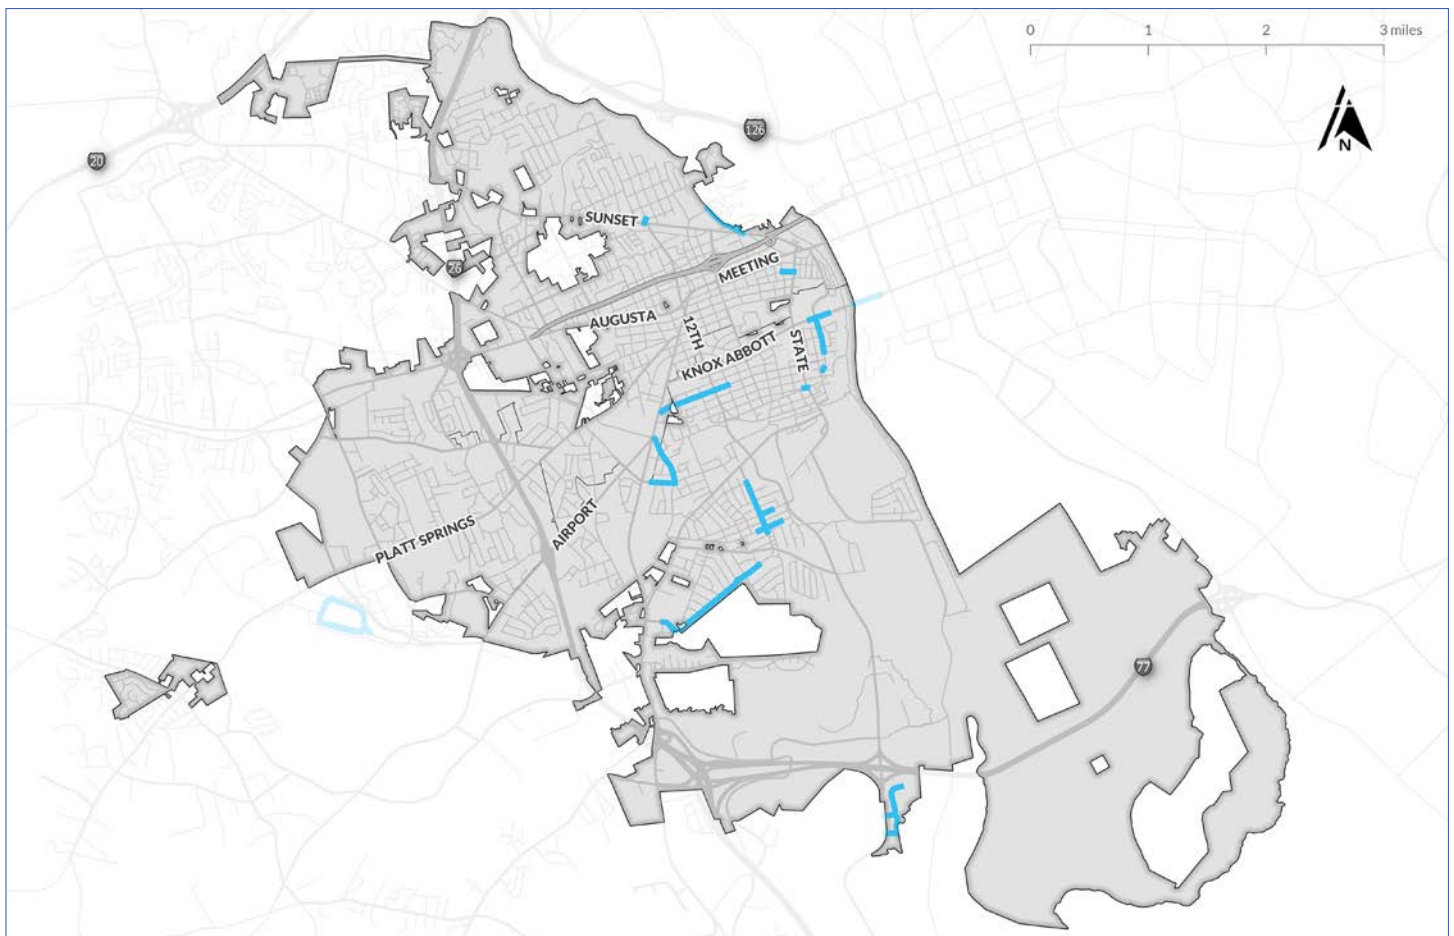 0 1 2 3 miles
N
126
20
SUNSET
26
MEETING
AUGUSTA
12TH
KNOX ABBOTT
STATE
PLATT SPRINGS
AIRPORT
77